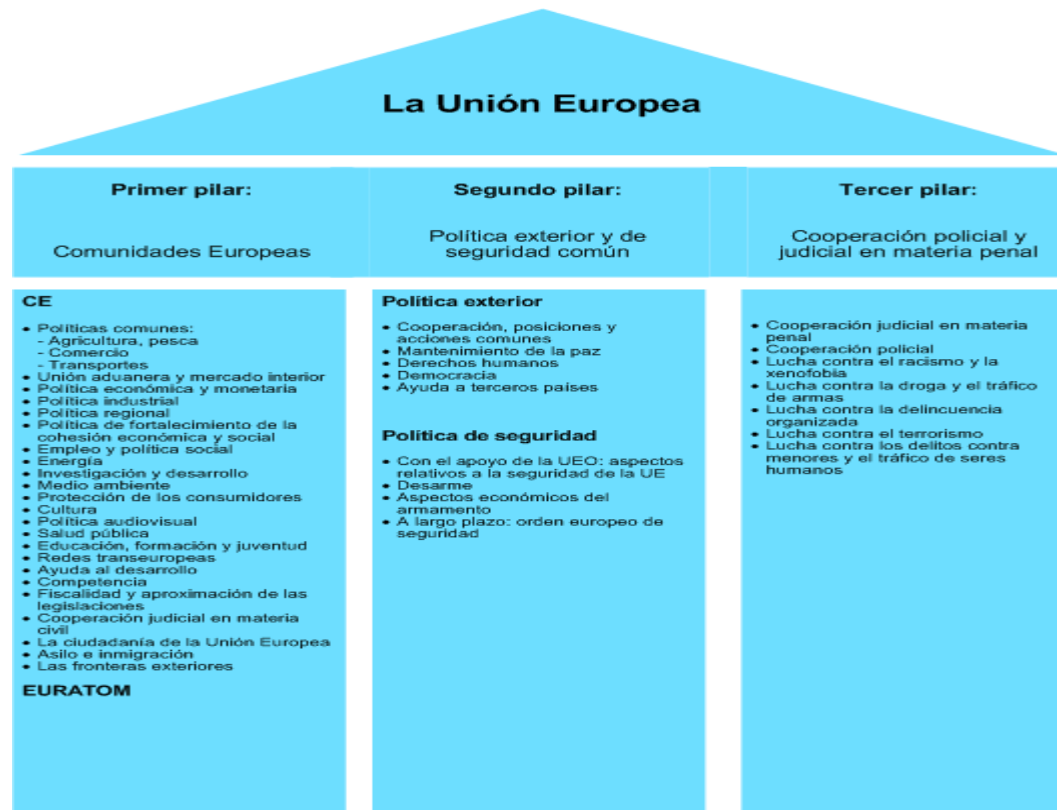 La Unión Europea
Primer pilar:
Comunidades Europeas
Segundo pilar:
Política exterior y de
seguridad común
Tercer pilar:
Cooperación policial y
judicial en materia penal
CE
• Políticas comunes:
- Agricultura, pesca
- Comercio
- Transportes
• Unión aduanera y mercado interior
• Política económica y monetaria
• Política industrial
• Política regional
• Política de fortalecimiento de la
cohesión económica y social
• Empleo y política social
• Energía
• Investigación y desarrollo
• Medio ambiente
• Protección de los consumidores
• Cultura
• Política audiovisual
• Salud pública
• Educación, formación y juventud
• Redes transeuropeas
• Ayuda al desarrollo
• Competencia
• Fiscalidad y aproximación de las
legislaciones
• Cooperación judicial en materia
civil
• La ciudadanía de la Unión Europea
• Asilo e inmigración
• Las fronteras exteriores
EURATOM
Política exterior
• Cooperación, posiciones y
acciones comunes
• Mantenimiento de la paz
• Derechos humanos
• Democracia
• Ayuda a terceros países
Política de seguridad
• Con el apoyo de la UEO: aspectos
relativos a la seguridad de la UE
• Desarme
• Aspectos económicos del
armamento
• A largo plazo: orden europeo de
seguridad
• Cooperación judicial en materia
penal
• Cooperación policial
• Lucha contra el racismo y la
xenofobia
• Lucha contra la droga y el tráfico
de armas
• Lucha contra la delincuencia
organizada
• Lucha contra el terrorismo
• Lucha contra los delitos contra
menores y el tráfico de seres
humanos